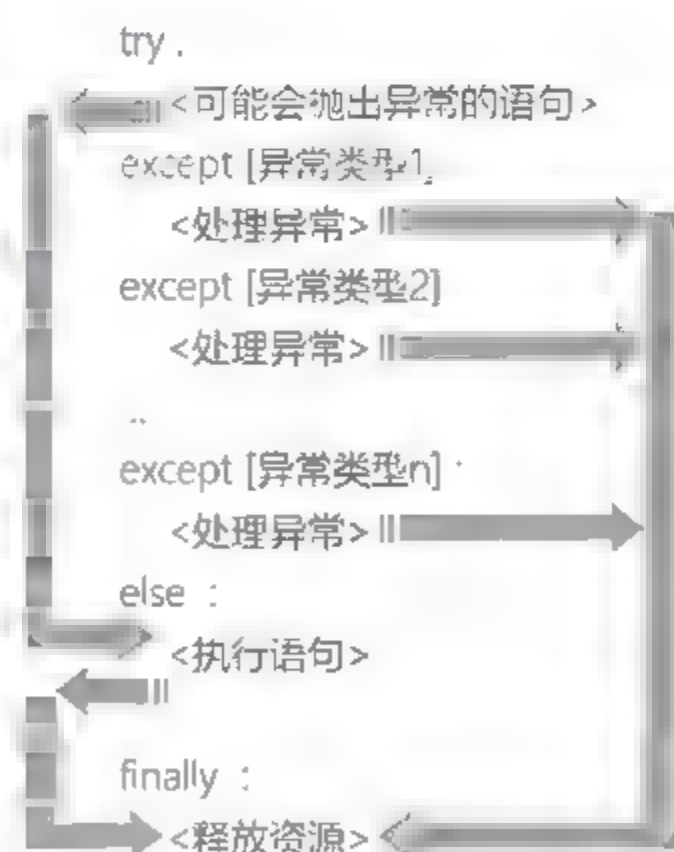 try :
<可能会抛出异常的语句>
except [异常类型1]
<处理异常>
except [异常类型2]
<处理异常>
..
except [异常类型n] :
<处理异常>
else :
<执行语句>
finally :
<释放资源>